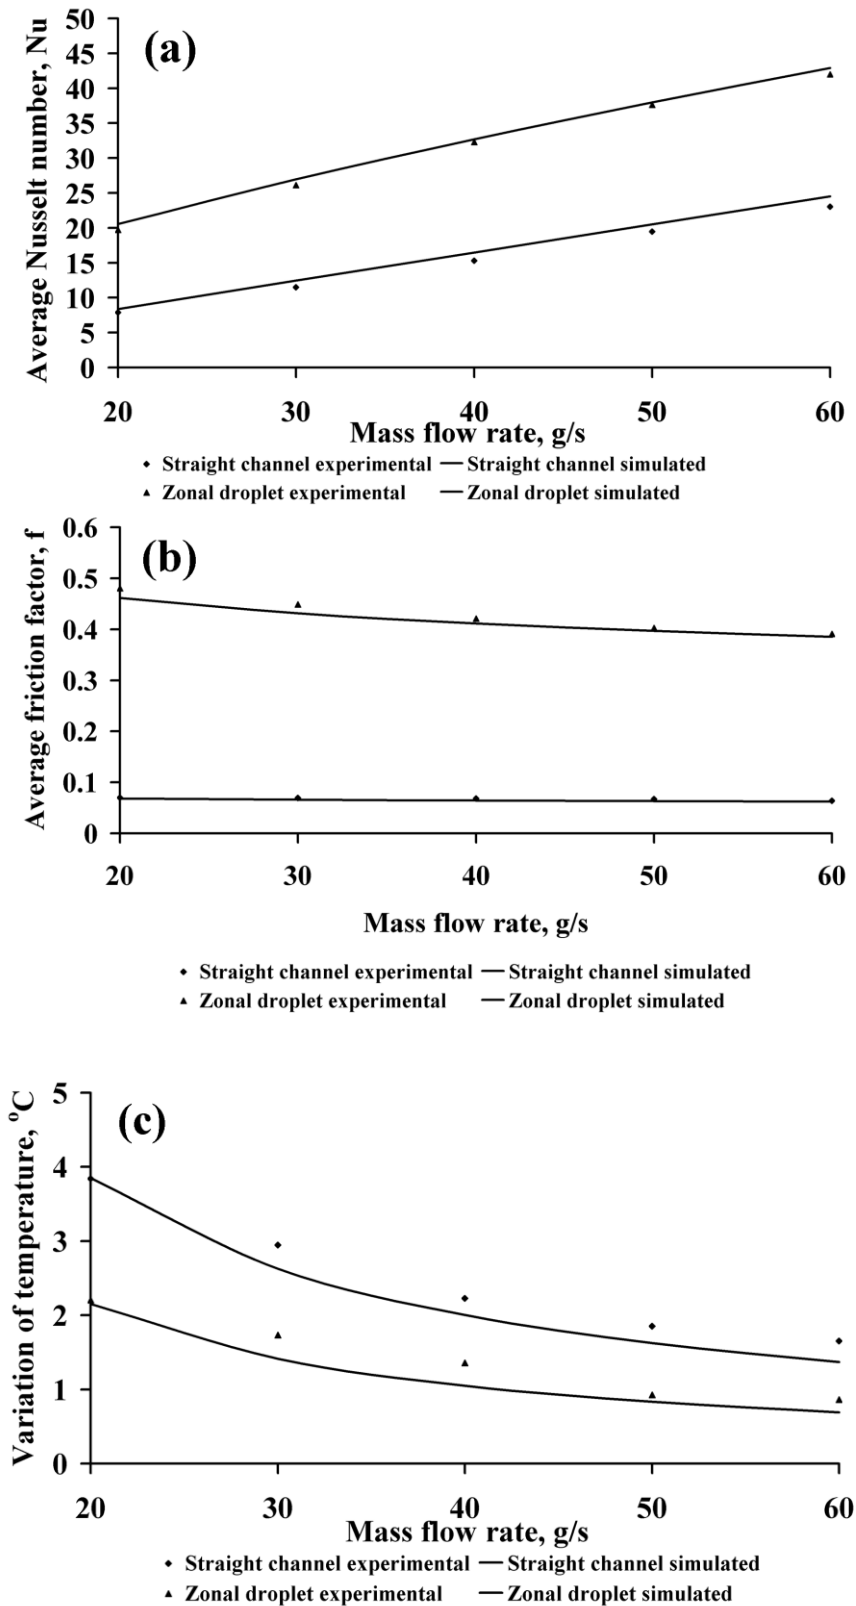 (a)
Average Nusselt number, Nu
50
45
40
35
30
25
20
15
10
5
0
20 30 40 50 60
Mass flow rate, g/s
Straight channel experimental Straight channel simulated
Zonal droplet experimental Zonal droplet simulated
(b)
Average friction factor, f
0.6
0.5
0.4
0.3
0.2
0.1
0
20 30 40 50 60
Mass flow rate, g/s
Straight channel experimental Straight channel simulated
Zonal droplet experimental Zonal droplet simulated
(c)
Variation of temperature, °C
5
4
3
2
1
0
20 30 40 50 60
Mass flow rate, g/s
Straight channel experimental Straight channel simulated
Zonal droplet experimental Zonal droplet simulated